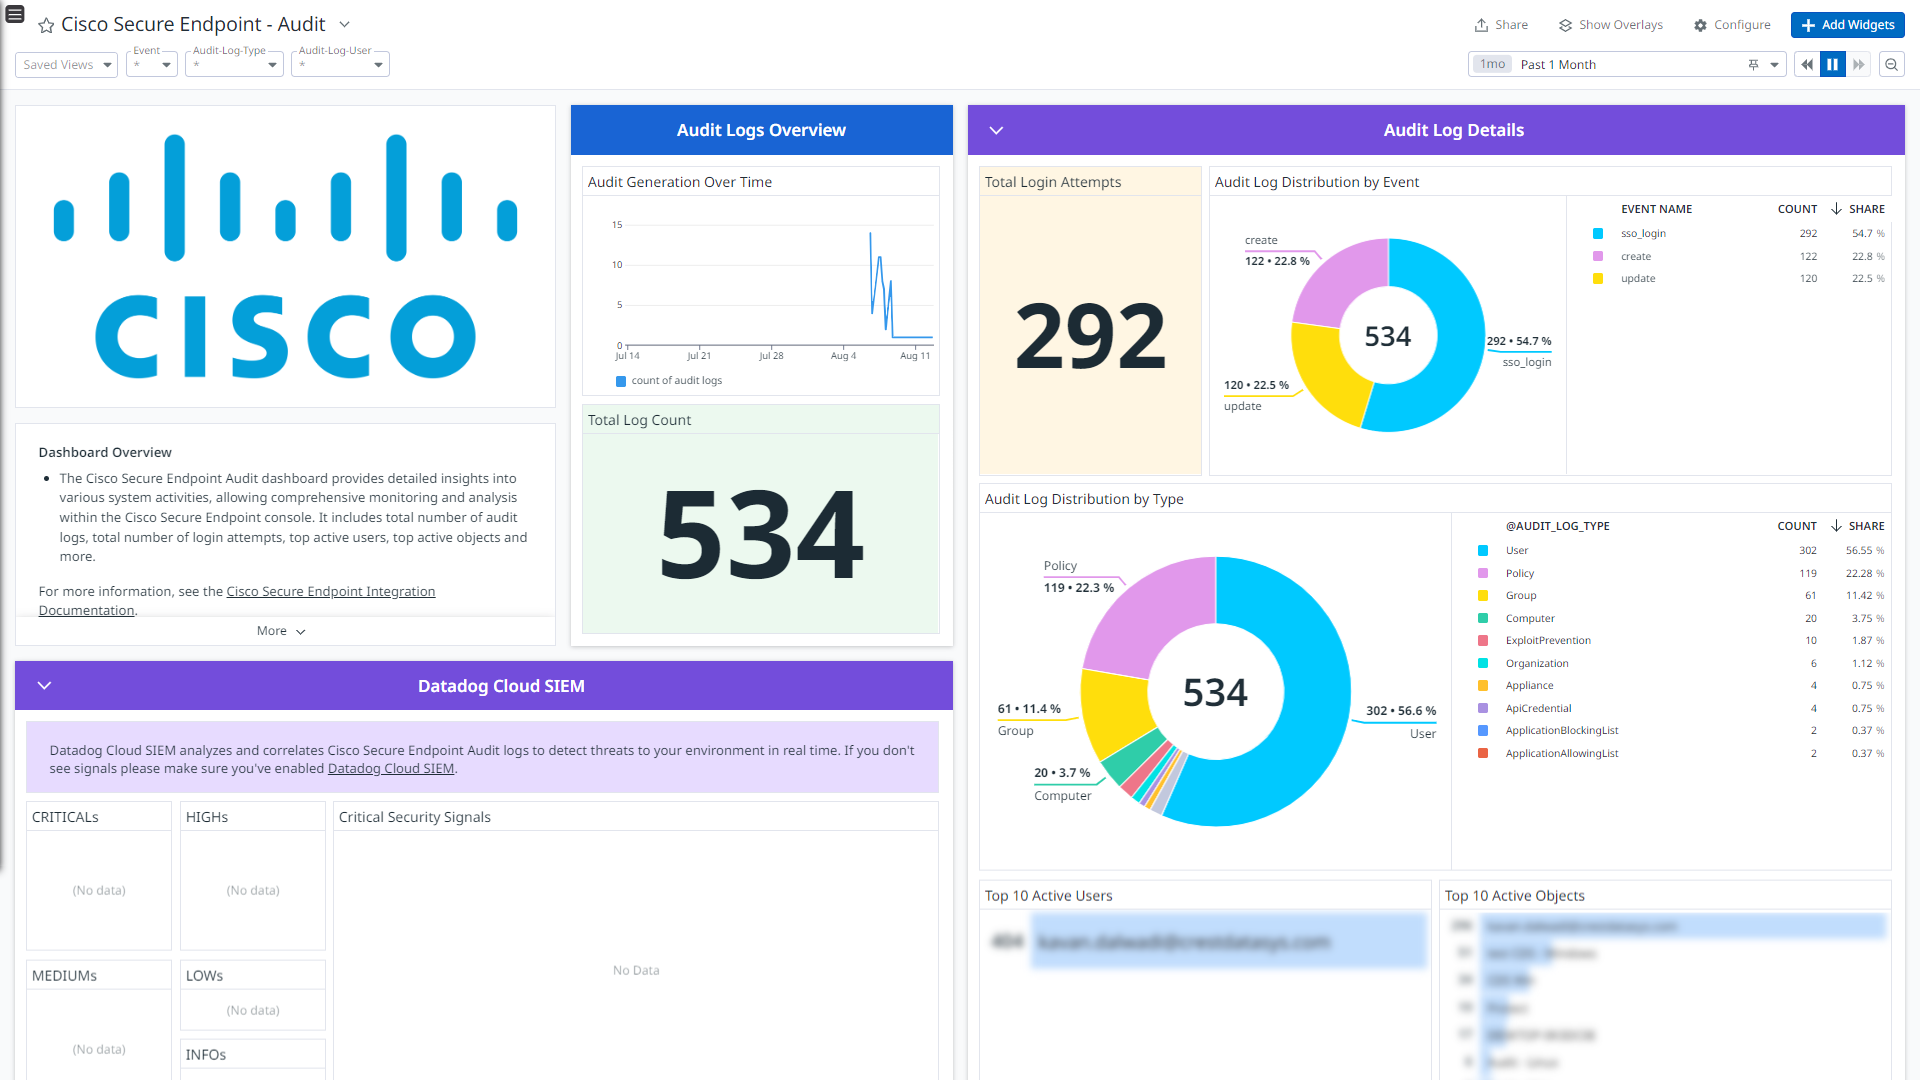 Cisco Secure Endpoint - Audit
Share
Show Overlays
Configure
Add Widgets
Saved Views
Event
*
Audit-Log-Type
*
Audit-Log-User
*
1mo
Past 1 Month
CISCO
Dashboard Overview
The Cisco Secure Endpoint Audit dashboard provides detailed insights into
various system activities, allowing comprehensive monitoring and analysis
within the Cisco Secure Endpoint console. It includes total number of audit
logs, total number of login attempts, top active users, top active objects and
more.
For more information, see the Cisco Secure Endpoint Integration
Documentation.
More
Audit Logs Overview
Audit Generation Over Time
15
10
5
0
Jul 14
Jul 21
Jul 28
Aug 4
Aug 11
count of audit logs
Total Log Count
534
Datadog Cloud SIEM
Datadog Cloud SIEM analyzes and correlates Cisco Secure Endpoint Audit logs to detect threats to your environment in real time. If you don't
see signals please make sure you've enabled Datadog Cloud SIEM.
CRITICALs
(No data)
HIGHs
(No data)
Critical Security Signals
No Data
MEDIUMs
(No data)
LOWs
(No data)
INFOs
Audit Log Details
Total Login Attempts
292
Audit Log Distribution by Event
create
122 • 22.8 %
534
292 • 54.7 %
sso_login
120 • 22.5 %
update
EVENT NAME COUNT SHARE
sso_login 292 54.7 %
create 122 22.8 %
update 120 22.5 %
Audit Log Distribution by Type
Policy
119 • 22.3 %
534
61 • 11.4 %
Group
302 • 56.6 %
User
20 • 3.7 %
Computer
@AUDIT_LOG_TYPE COUNT SHARE
User 302 56.55 %
Policy 119 22.28 %
Group 61 11.42 %
Computer 20 3.75 %
ExploitPrevention 10 1.87 %
Organization 6 1.12 %
Appliance 4 0.75 %
ApiCredential 4 0.75 %
ApplicationBlockingList 2 0.37 %
ApplicationAllowingList 2 0.37 %
Top 10 Active Users
Top 10 Active Objects